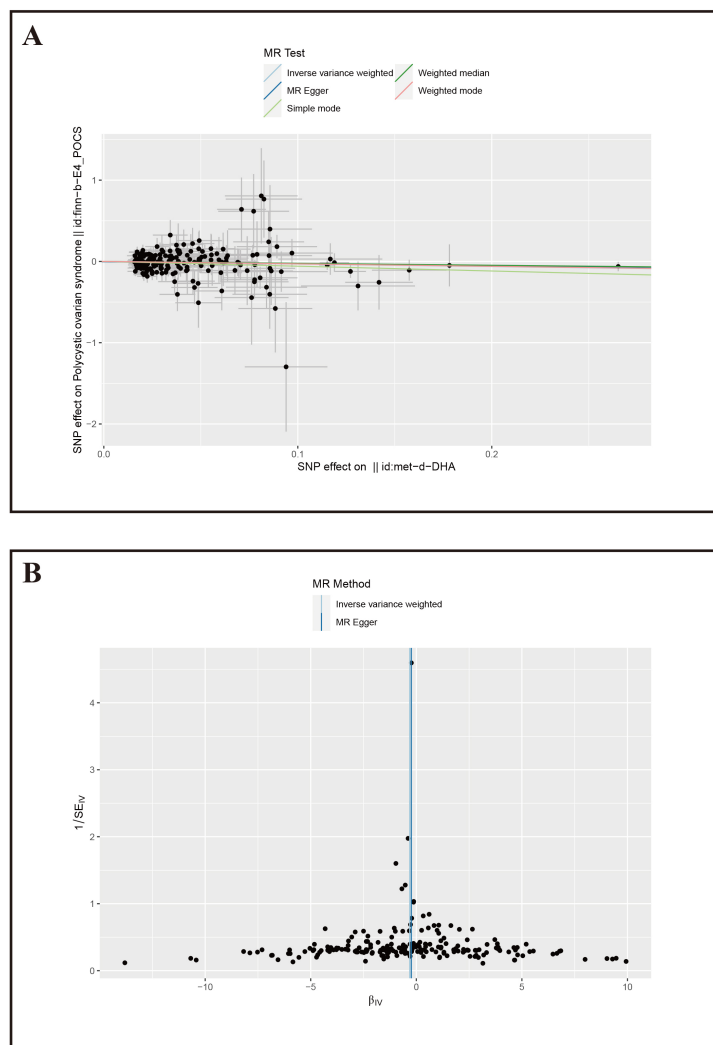 A
MR Test
Inverse variance weighted
Weighted median
MR Egger
Weighted mode
Simple mode
SNP effect on Polycystic ovarian syndrome || id:finn−b−E4_POCS
1
0
−1
−2
0.0
0.1
0.2
SNP effect on || id:met−d−DHA
B
MR Method
Inverse variance weighted
MR Egger
1/SEIV
4
3
2
1
0
−10
−5
0
5
10
βIV